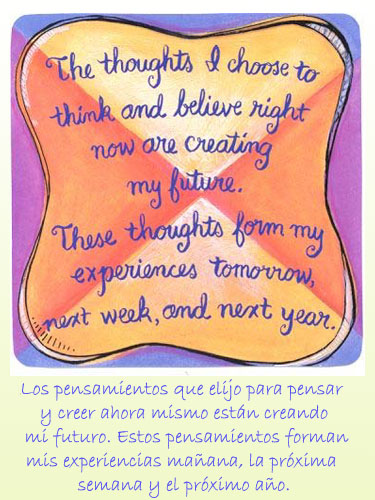 The thoughts I choose to
think and believe right
now are creating
my future.
These thoughts form my
experiences tomorrow,
next week, and next year.
Los pensamientos que elijo para pensar
y creer ahora mismo están creando
mi futuro. Estos pensamientos forman
mis experiencias mañana, la próxima
semana y el próximo año.